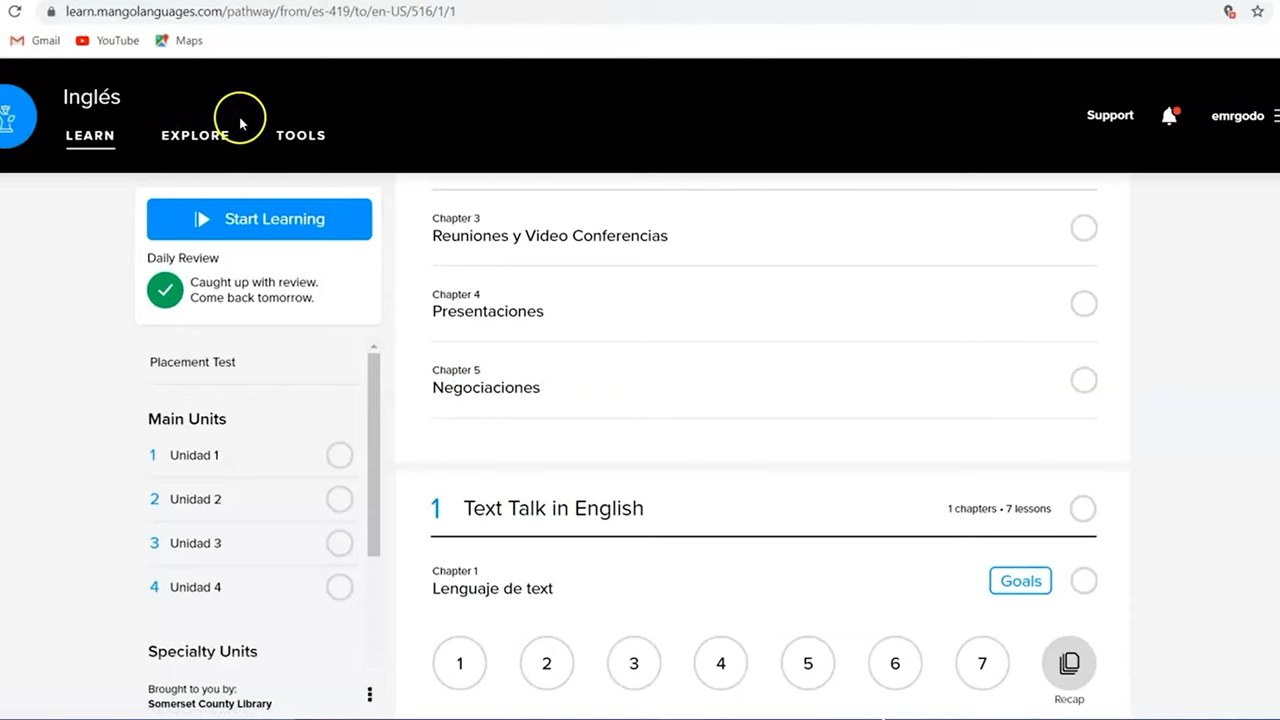 learn.mangolanguages.com/pathway/from/es-419/to/en-US/516/1/1
Gmail YouTube Maps
Inglés
LEARN EXPLORE TOOLS
Support emrgodo
Start Learning
Daily Review
Caught up with review.
Come back tomorrow.
Placement Test
Main Units
1 Unidad 1
2 Unidad 2
3 Unidad 3
4 Unidad 4
Specialty Units
Brought to you by:
Somerset County Library
Chapter 3
Reuniones y Video Conferencias
Chapter 4
Presentaciones
Chapter 5
Negociaciones
1 Text Talk in English 1 chapters • 7 lessons
Chapter 1
Lenguaje de text Goals
1 2 3 4 5 6 7
Recap